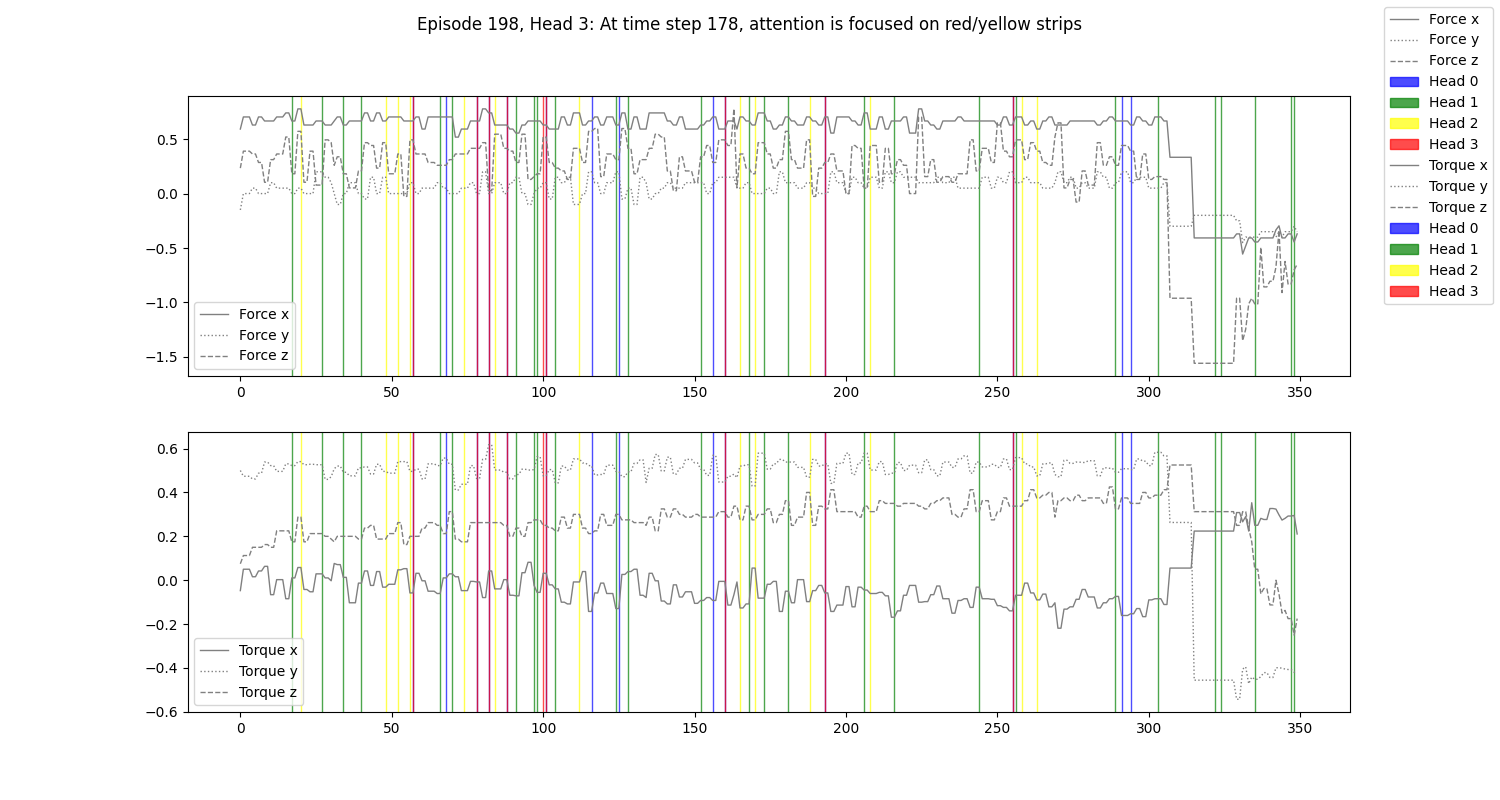 Episode 198, Head 3: At time step 178, attention is focused on red/yellow strips
Force x
Force y
Force z
Head 0
Head 1
Head 2
Head 3
Torque x
Torque y
Torque z
Head 0
Head 1
Head 2
Head 3
0.5
0.0
−0.5
−1.0
−1.5
Force x
Force y
Force z
0 50 100 150 200 250 300 350
0.6
0.4
0.2
0.0
−0.2
−0.4
−0.6
Torque x
Torque y
Torque z
0 50 100 150 200 250 300 350